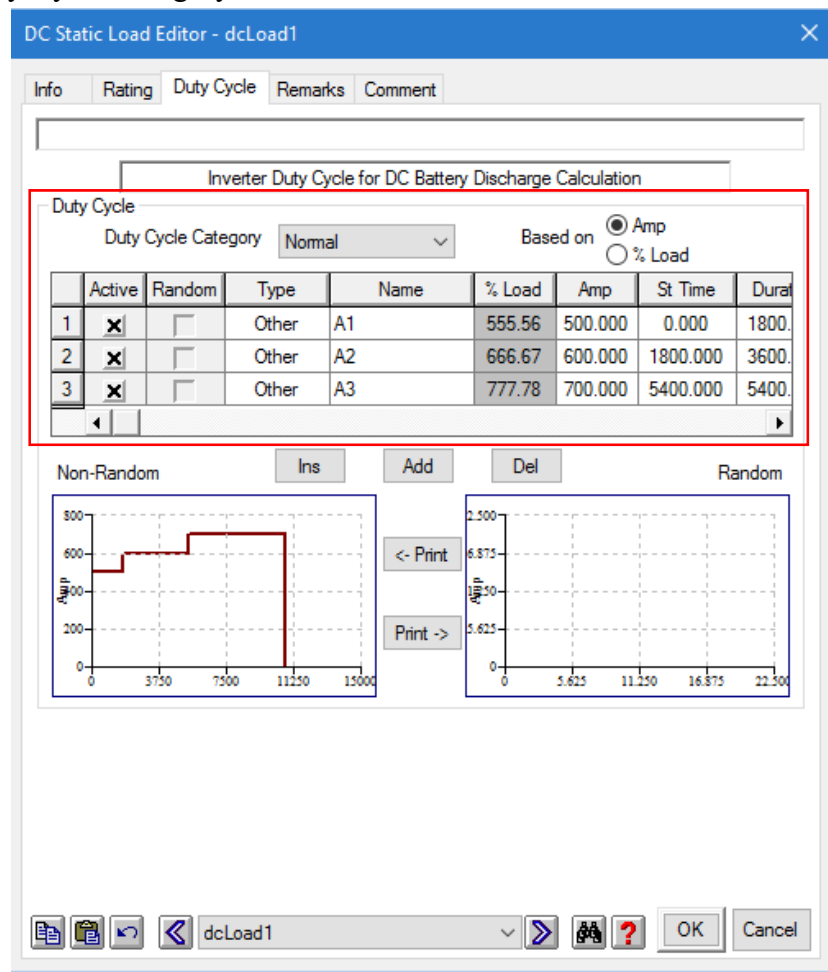 DC Static Load Editor - dcLoad1
Info Rating Duty Cycle Remarks Comment
Inverter Duty Cycle for DC Battery Discharge Calculation
Duty Cycle
Duty Cycle Category Normal Based on Amp
% Load
Active Random Type Name % Load Amp St Time Durat
1 Other A1 555.56 500.000 0.000 1800.
2 Other A2 666.67 600.000 1800.000 3600.
3 Other A3 777.78 700.000 5400.000 5400.
Non-Random Ins Add Del Random
800
600
200
0
Amp
0 3750 7500 11250 15000
<- Print
Print ->
2.500
6.875
5.625
0
0 5.625 11.250 16.875 22.500
dcLoad1 OK Cancel